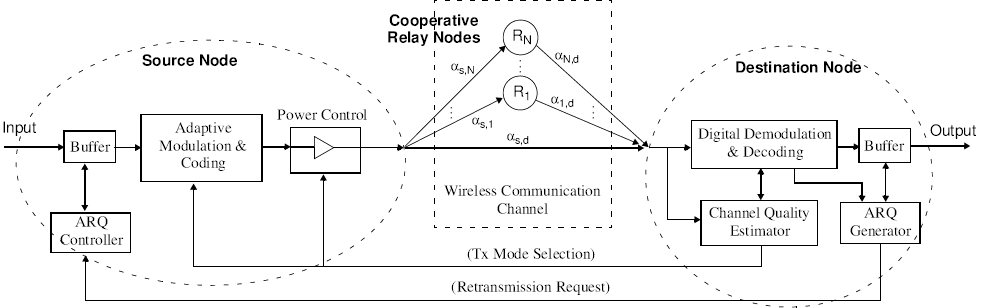 Cooperative
Relay Nodes
R_N
Source Node
α_s,N
α_N,d
Destination Node
R_1
Power Control
α_s,1
α_1,d
Input
Buffer
Adaptive
Modulation &
Coding
α_s,d
Digital Demodulation
& Decoding
Buffer
Output
Wireless Communication
Channel
ARQ
Controller
Channel Quality
Estimator
ARQ
Generator
(Tx Mode Selection)
(Retransmission Request)